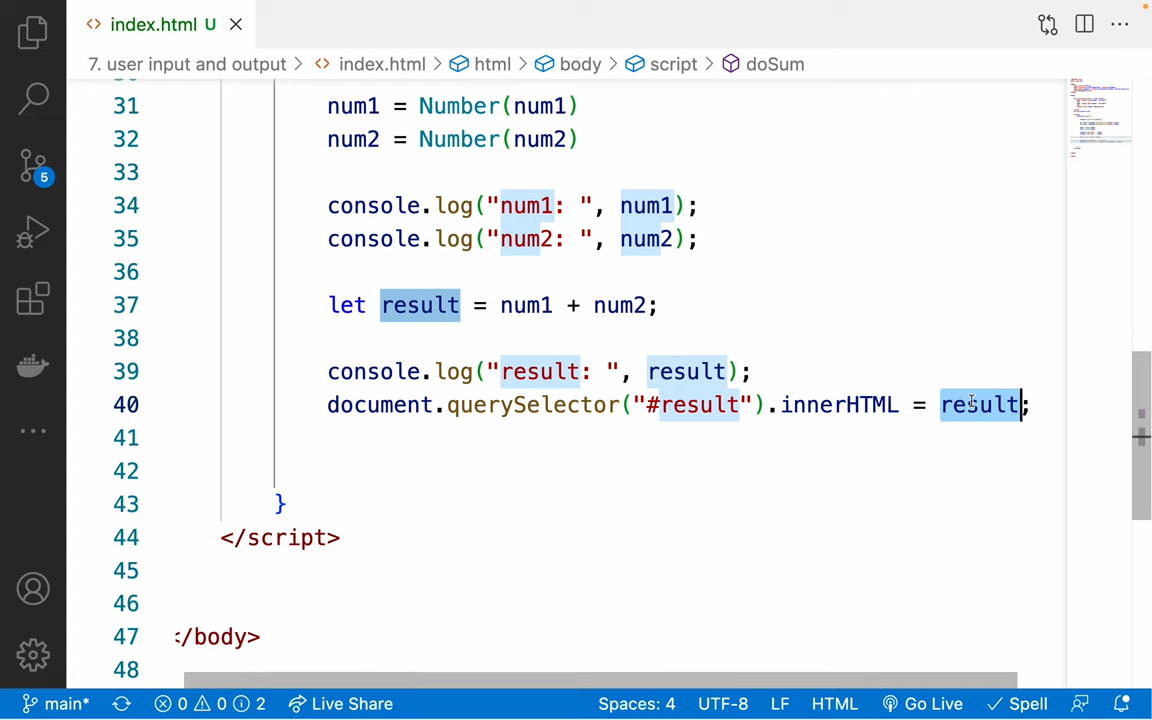 index.html U
7. user input and output > index.html > html > body > script > doSum
31 num1 = Number(num1)
32 num2 = Number(num2)
33
34 console.log("num1: ", num1);
35 console.log("num2: ", num2);
36
37 let result = num1 + num2;
38
39 console.log("result: ", result);
40 document.querySelector("#result").innerHTML = result;
41
42
43 }
44 </script>
45
46
47 </body>
48
5
main* 0 0 2 Live Share Spaces: 4 UTF-8 LF HTML Go Live Spell